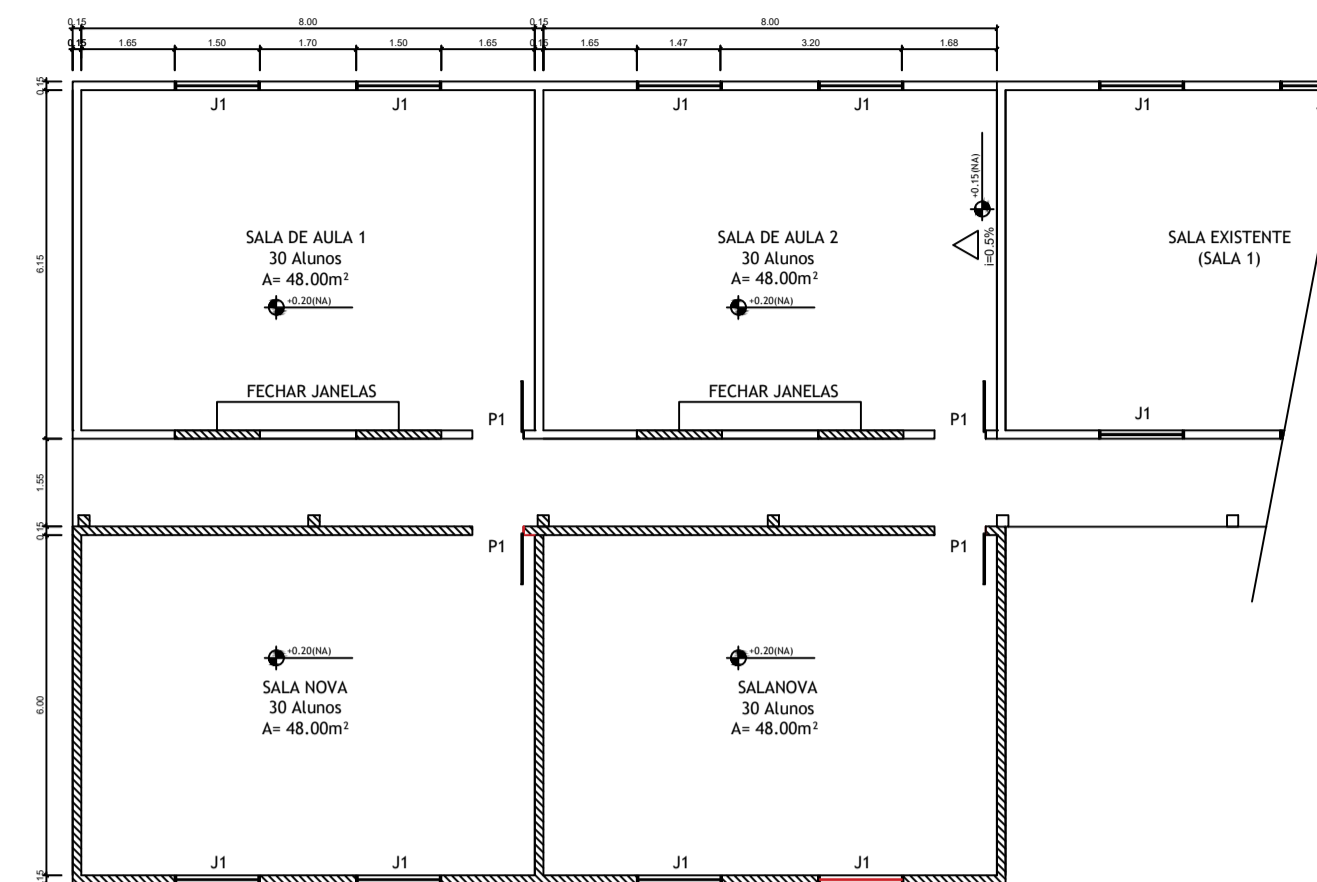 0.15 8.00 0.15 8.00
0.15 1.65 1.50 1.70 1.50 1.65 0.15 1.65 1.47 3.20 1.68
0.15
J1 J1 J1 J1 J1
+0.15(NA)
i=0.5%
SALA DE AULA 1
30 Alunos
A= 48.00m²
+0.20(NA)
SALA DE AULA 2
30 Alunos
A= 48.00m²
+0.20(NA)
SALA EXISTENTE
(SALA 1)
6.15
FECHAR JANELAS
P1
FECHAR JANELAS
P1
J1
1.55
0.15
P1
P1
+0.20(NA)
SALA NOVA
30 Alunos
A= 48.00m²
+0.20(NA)
SALANOVA
30 Alunos
A= 48.00m²
6.00
J1 J1 J1 J1